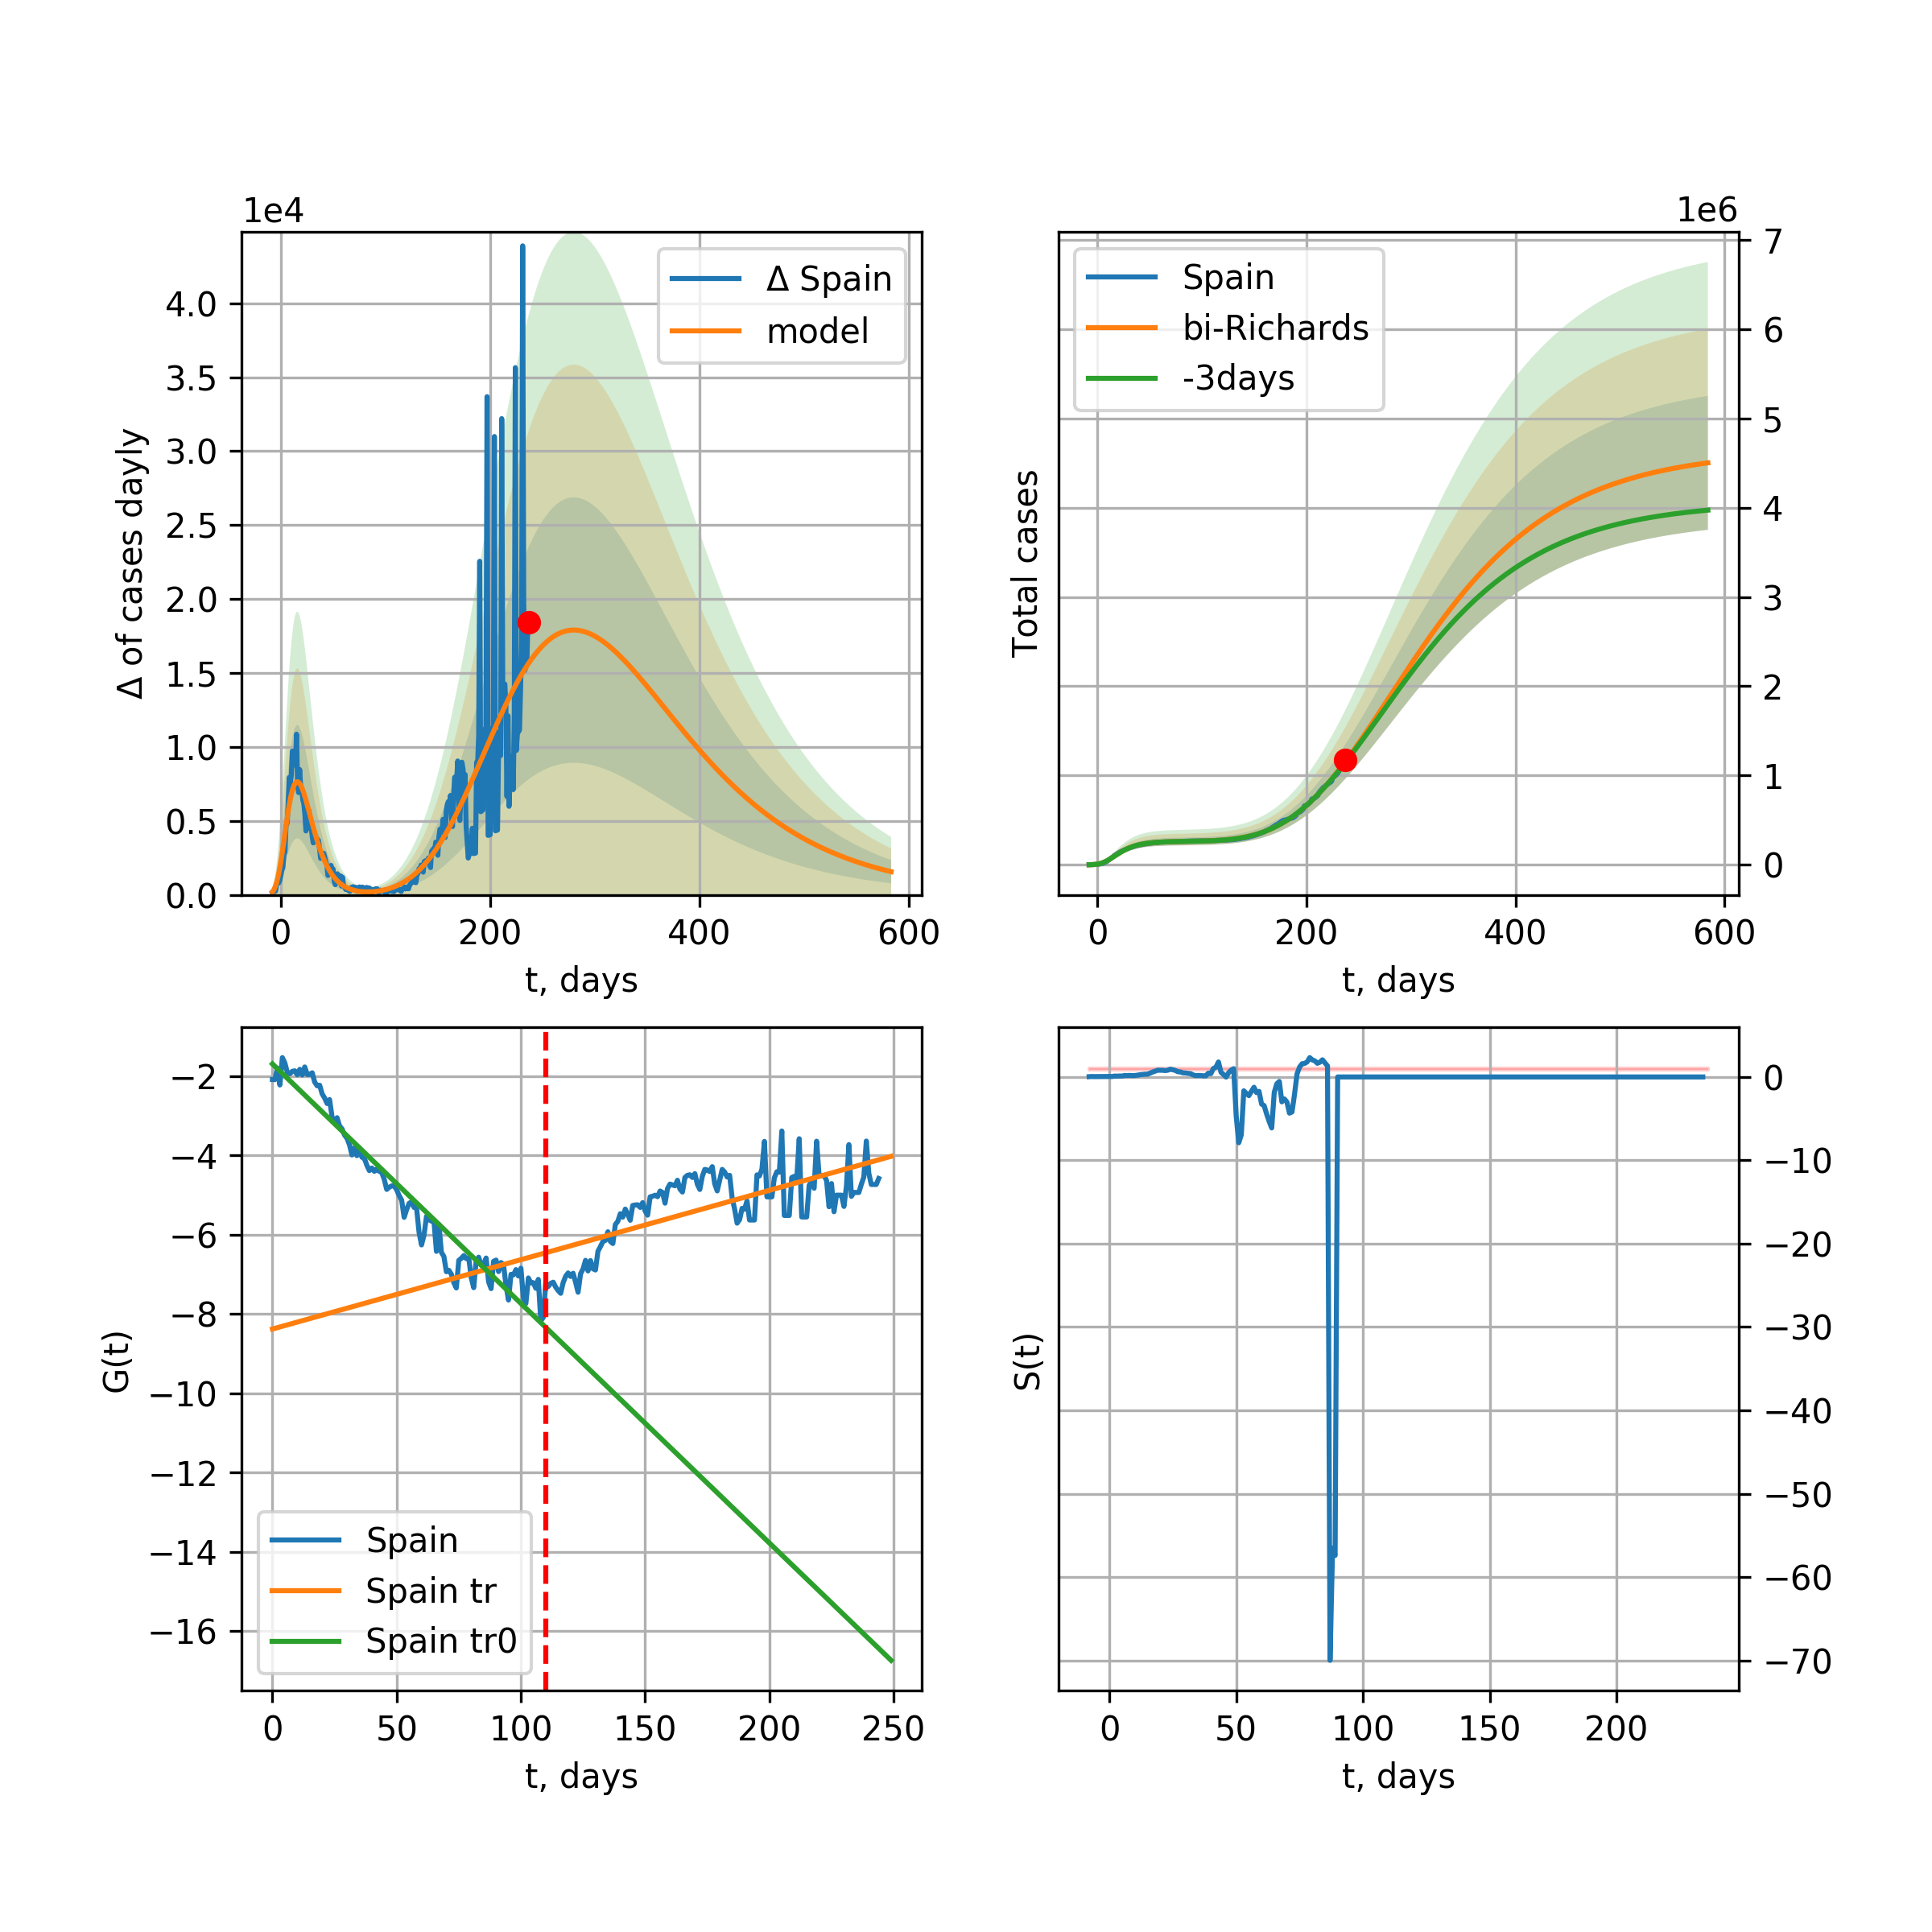 1e4
Δ of cases dayly
4.0
3.5
3.0
2.5
2.0
1.5
1.0
0.5
0.0
0 200 400 600
t, days
Δ Spain
model
1e6
Total cases
7
6
5
4
3
2
1
0
0 200 400 600
t, days
Spain
bi-Richards
-3days
G(t)
−2
−4
−6
−8
−10
−12
−14
−16
0 50 100 150 200 250
t, days
Spain
Spain tr
Spain tr0
S(t)
0
−10
−20
−30
−40
−50
−60
−70
0 50 100 150 200
t, days